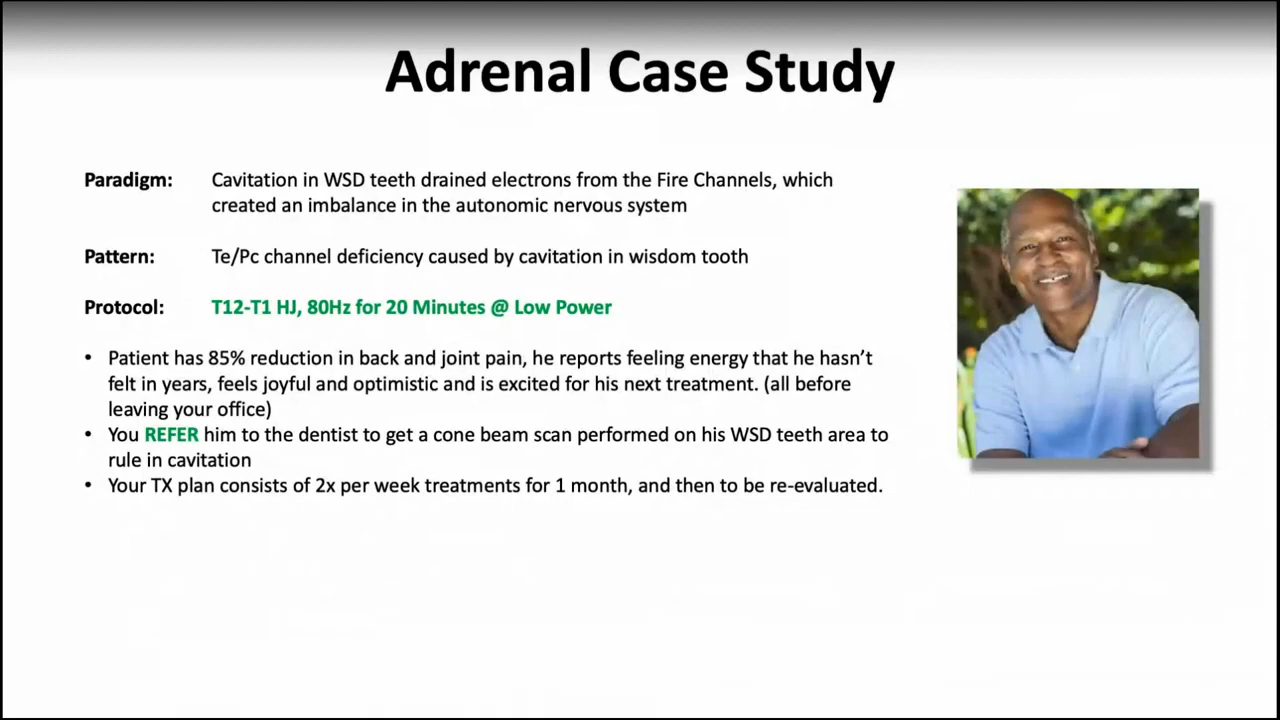 Adrenal Case Study
Paradigm: Cavitation in WSD teeth drained electrons from the Fire Channels, which
created an imbalance in the autonomic nervous system
Pattern: Te/Pc channel deficiency caused by cavitation in wisdom tooth
Protocol: T12-T1 HJ, 80Hz for 20 Minutes @ Low Power
• Patient has 85% reduction in back and joint pain, he reports feeling energy that he hasn’t
felt in years, feels joyful and optimistic and is excited for his next treatment. (all before
leaving your office)
• You REFER him to the dentist to get a cone beam scan performed on his WSD teeth area to
rule in cavitation
• Your TX plan consists of 2x per week treatments for 1 month, and then to be re-evaluated.